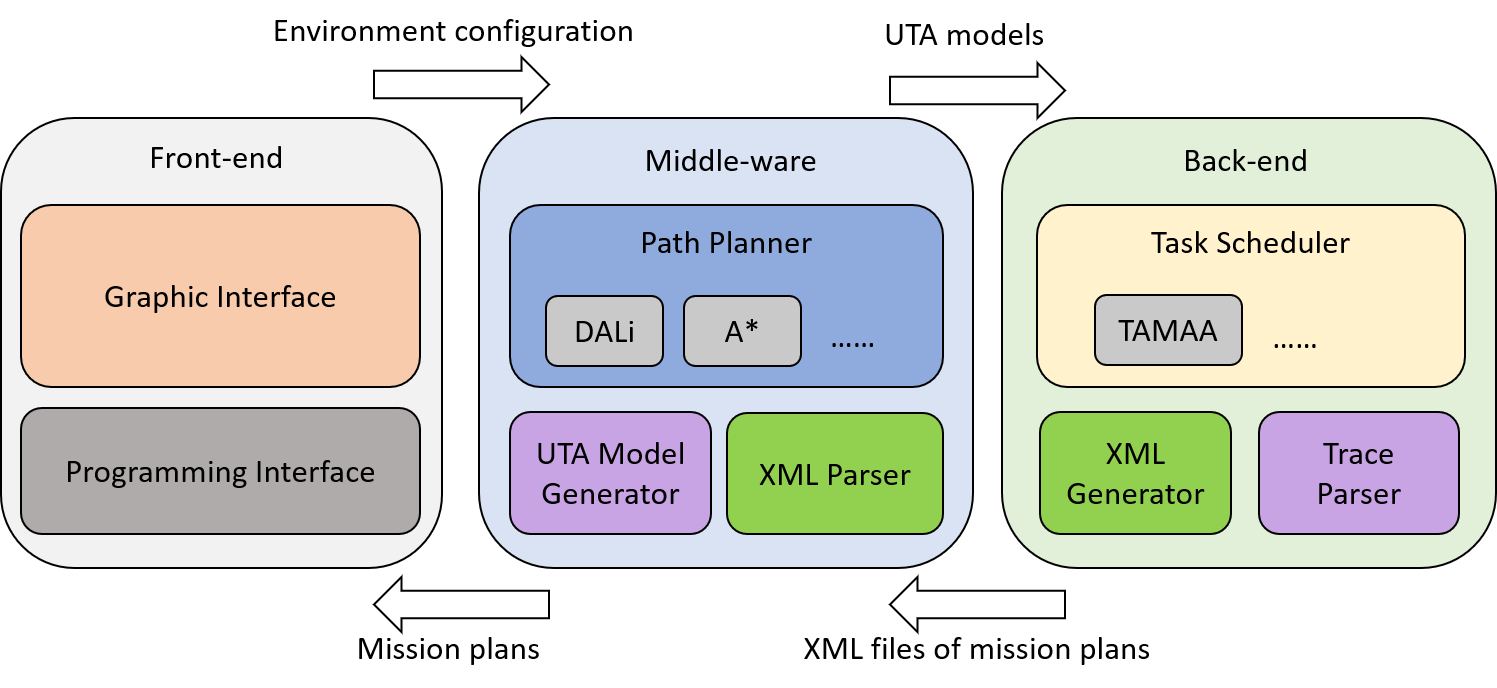 Environment configuration
UTA models
Front-end
Middle-ware
Back-end
Graphic Interface
Programming Interface
Path Planner
DALi
A*
......
UTA Model
Generator
XML Parser
Task Scheduler
TAMAA
......
XML
Generator
Trace
Parser
Mission plans
XML files of mission plans